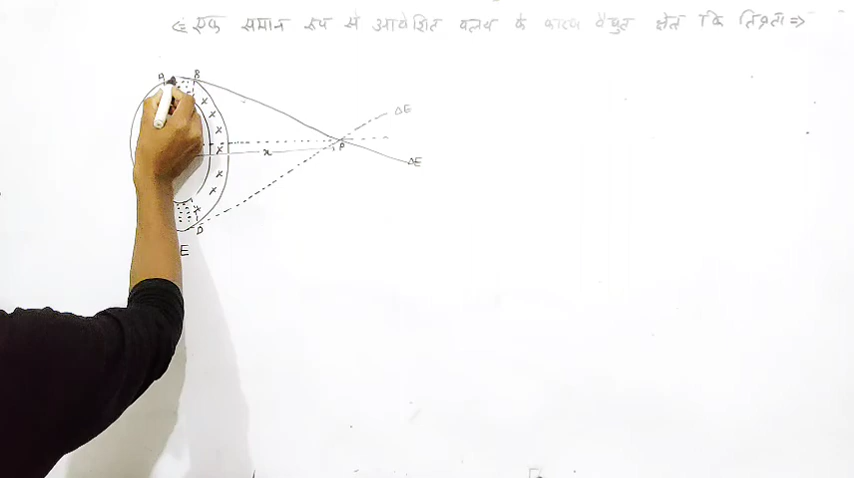 ⇐ एक समान रूप से आवेशित वलय के कारण वैधुत क्षेत्र कि तिव्रता ⇒
A B
ΔE
x P
ΔE
D
E